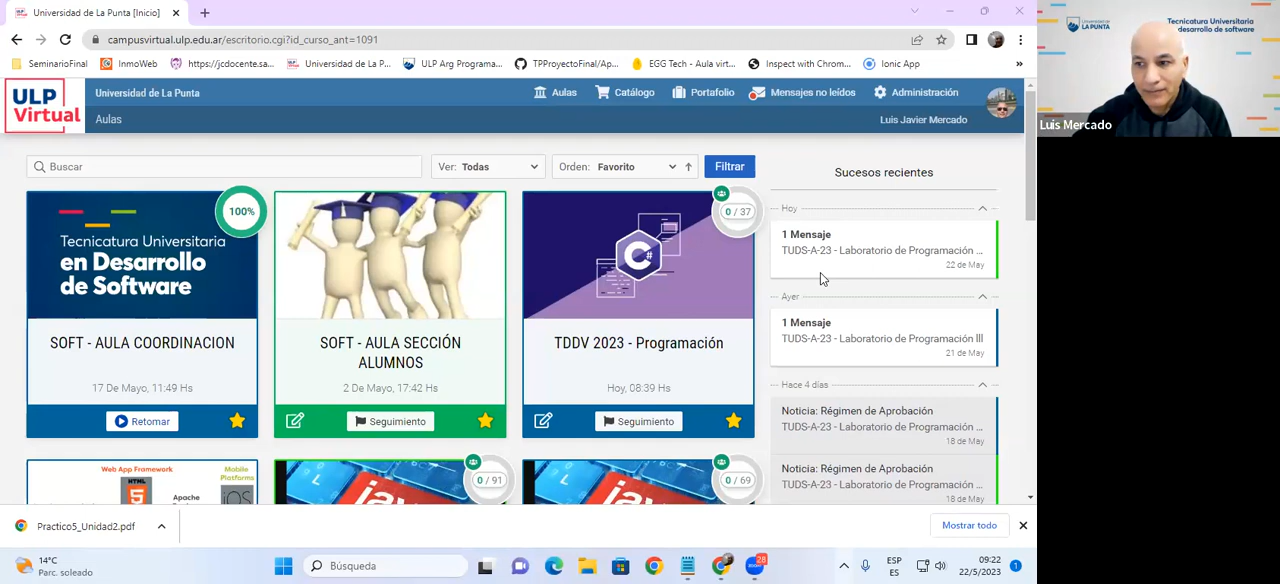 Universidad de La Punta [Inicio]
campusvirtual.ulp.edu.ar/escritorio.cgi?id_curso_ant=1091
SeminarioFinal
InmoWeb
https://jcdocente.sa...
Universidad de La P...
ULP Arg Programa...
TPProyectoFinal/Ap...
EGG Tech - Aula virt...
Inspect with Chrom...
Ionic App
»
ULP
Virtual
Universidad de La Punta
Aulas
Catálogo
Portafolio
Mensajes no leídos
Administración
Aulas
Luis Javier Mercado
Buscar
Ver: Todas
Orden: Favorito
Filtrar
100%
Tecnicatura Universitaria
en Desarrollo
de Software
SOFT - AULA COORDINACION
17 De Mayo, 11:49 Hs
Retomar
SOFT - AULA SECCIÓN
ALUMNOS
2 De Mayo, 17:42 Hs
Seguimiento
0 / 37
C#
TDDV 2023 - Programación
Hoy, 08:39 Hs
Seguimiento
Web App Framework
HTML
5
Mobile
Platforms
iOS
Apache
0 / 91
java
0 / 69
java
Sucesos recientes
Hoy
1 Mensaje
TUDS-A-23 - Laboratorio de Programación ...
22 de May
Ayer
1 Mensaje
TUDS-A-23 - Laboratorio de Programación III
21 de May
Hace 4 días
Noticia: Régimen de Aprobación
TUDS-A-23 - Laboratorio de Programación ...
18 de May
Noticia: Régimen de Aprobación
TUDS-A-23 - Laboratorio de Programación ...
18 de May
Practico5_Unidad2.pdf
Mostrar todo
14°C
Parc. soleado
Búsqueda
28
ESP
ES
09:22
22/5/2023
1
Universidad de
LA PUNTA
Tecnicatura Universitaria
desarrollo de software
Luis Mercado